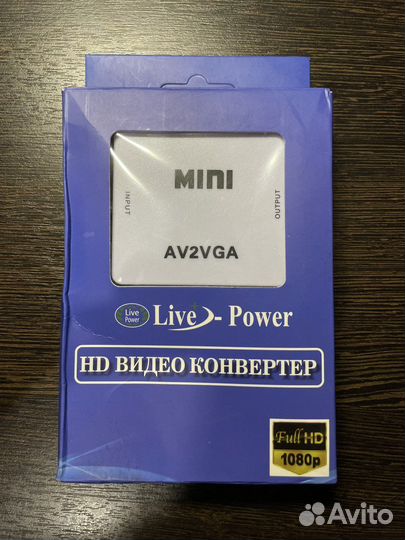 MINI
INPUT
OUTPUT
AV2VGA
Live Power
Live - Power
HD ВИДЕО КОНВЕРТЕР
Full HD
1080p
Avito